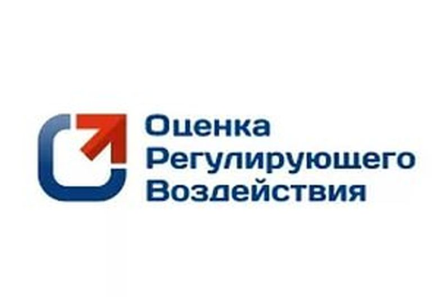 Оценка
Регулирующего
Воздействия